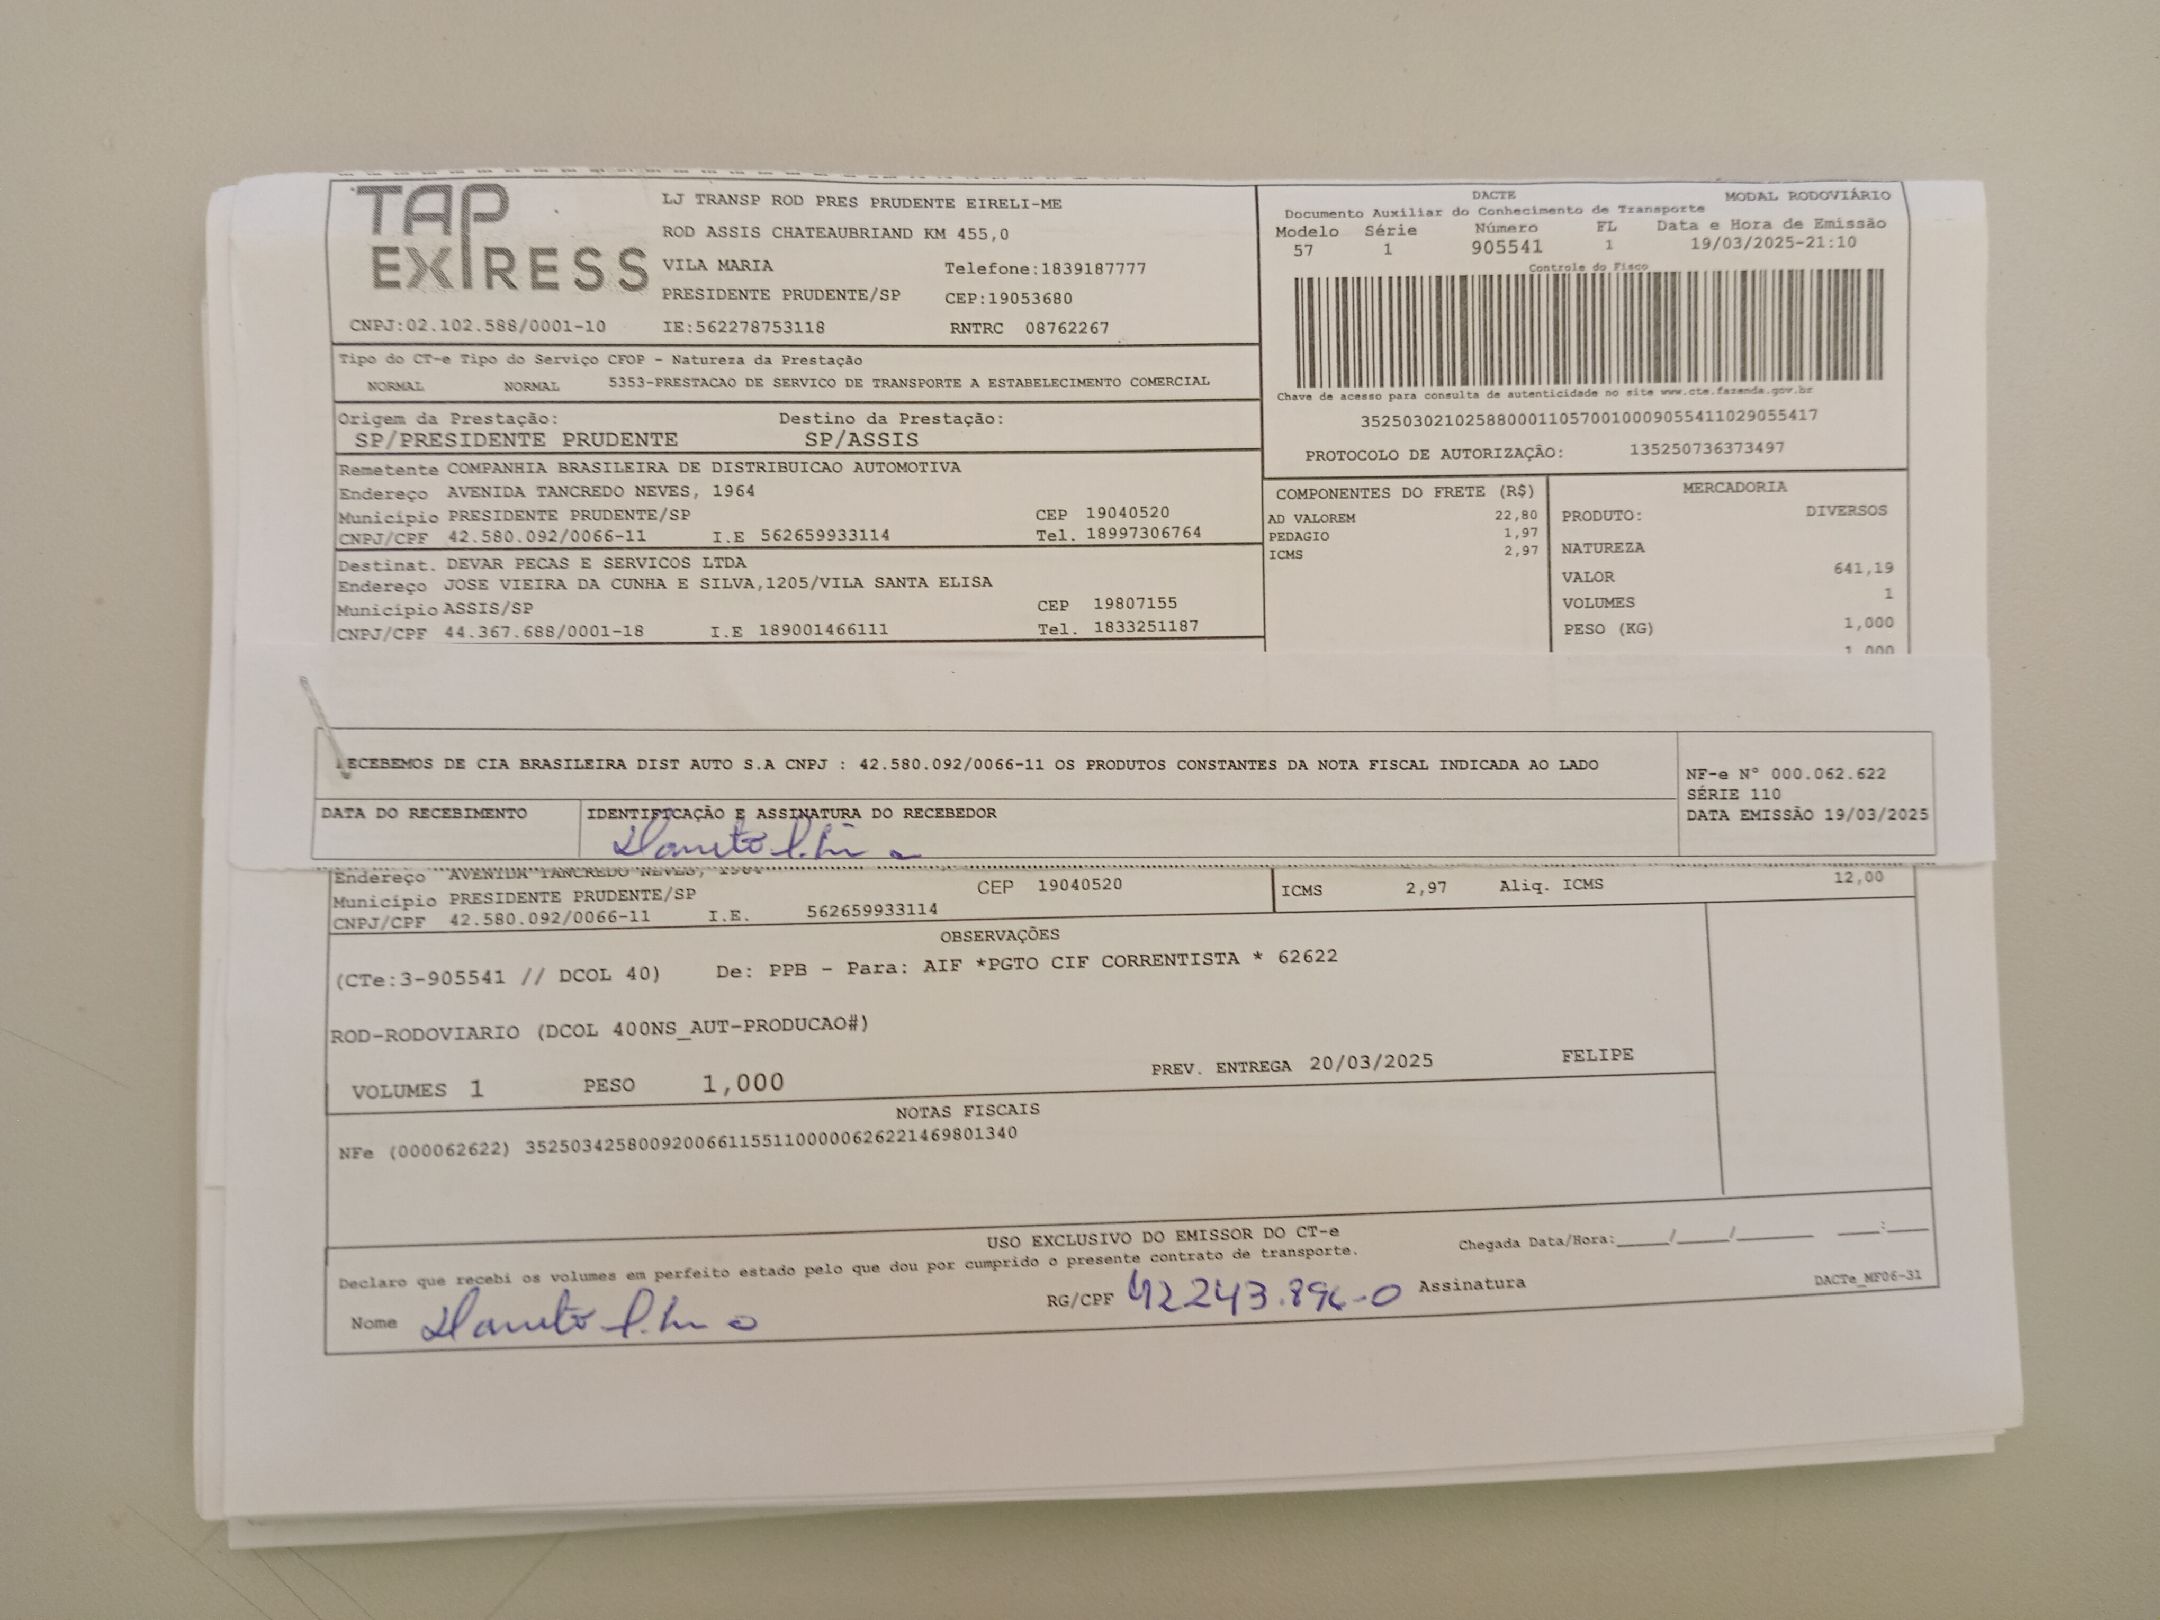 TAP EXPRESS
LJ TRANSP ROD PRES PRUDENTE EIRELI-ME
ROD ASSIS CHATEAUBRIAND KM 455,0
VILA MARIA Telefone:1839187777
PRESIDENTE PRUDENTE/SP CEP:19053680
CNPJ:02.102.588/0001-10 IE:562278753118 RNTRC 08762267
DACTE MODAL RODOVIÁRIO
Documento Auxiliar do Conhecimento de Transporte
Modelo Série Número FL Data e Hora de Emissão
57 1 905541 1 19/03/2025-21:10
Controle do Fisco
Chave de acesso para consulta de autenticidade no site www.cte.fazenda.gov.br
35250302102588000110570010009055411029055417
PROTOCOLO DE AUTORIZAÇÃO: 135250736373497
Tipo do CT-e Tipo do Serviço CFOP - Natureza da Prestação
NORMAL NORMAL 5353-PRESTACAO DE SERVICO DE TRANSPORTE A ESTABELECIMENTO COMERCIAL
Origem da Prestação: Destino da Prestação:
SP/PRESIDENTE PRUDENTE SP/ASSIS
Remetente COMPANHIA BRASILEIRA DE DISTRIBUICAO AUTOMOTIVA
Endereço AVENIDA TANCREDO NEVES, 1964
Município PRESIDENTE PRUDENTE/SP CEP 19040520
CNPJ/CPF 42.580.092/0066-11 I.E 562659933114 Tel. 18997306764
Destinat. DEVAR PECAS E SERVICOS LTDA
Endereço JOSE VIEIRA DA CUNHA E SILVA,1205/VILA SANTA ELISA
Município ASSIS/SP CEP 19807155
CNPJ/CPF 44.367.688/0001-18 I.E 189001466111 Tel. 1833251187
COMPONENTES DO FRETE (R$)
AD VALOREM 22,80
PEDAGIO 1,97
ICMS 2,97
MERCADORIA
PRODUTO: DIVERSOS
NATUREZA
VALOR 641,19
VOLUMES 1
PESO (KG) 1,000
1,000
RECEBEMOS DE CIA BRASILEIRA DIST AUTO S.A CNPJ : 42.580.092/0066-11 OS PRODUTOS CONSTANTES DA NOTA FISCAL INDICADA AO LADO
DATA DO RECEBIMENTO IDENTIFICAÇÃO E ASSINATURA DO RECEBEDOR
NF-e Nº 000.062.622
SÉRIE 110
DATA EMISSÃO 19/03/2025
Endereço AVENIDA TANCREDO NEVES, 1964
Município PRESIDENTE PRUDENTE/SP CEP 19040520
CNPJ/CPF 42.580.092/0066-11 I.E. 562659933114
ICMS 2,97 Aliq. ICMS 12,00
OBSERVAÇÕES
(CTe:3-905541 // DCOL 40) De: PPB - Para: AIF *PGTO CIF CORRENTISTA * 62622
ROD-RODOVIARIO (DCOL 400NS_AUT-PRODUCAO#)
VOLUMES 1 PESO 1,000 PREV. ENTREGA 20/03/2025 FELIPE
NOTAS FISCAIS
NFe (000062622) 35250342580092006611551100000626221469801340
USO EXCLUSIVO DO EMISSOR DO CT-e
Declaro que recebi os volumes em perfeito estado pelo que dou por cumprido o presente contrato de transporte.
Chegada Data/Hora:_____/_____/_______ ____:____
Nome RG/CPF Assinatura
DACTe_MF06-31